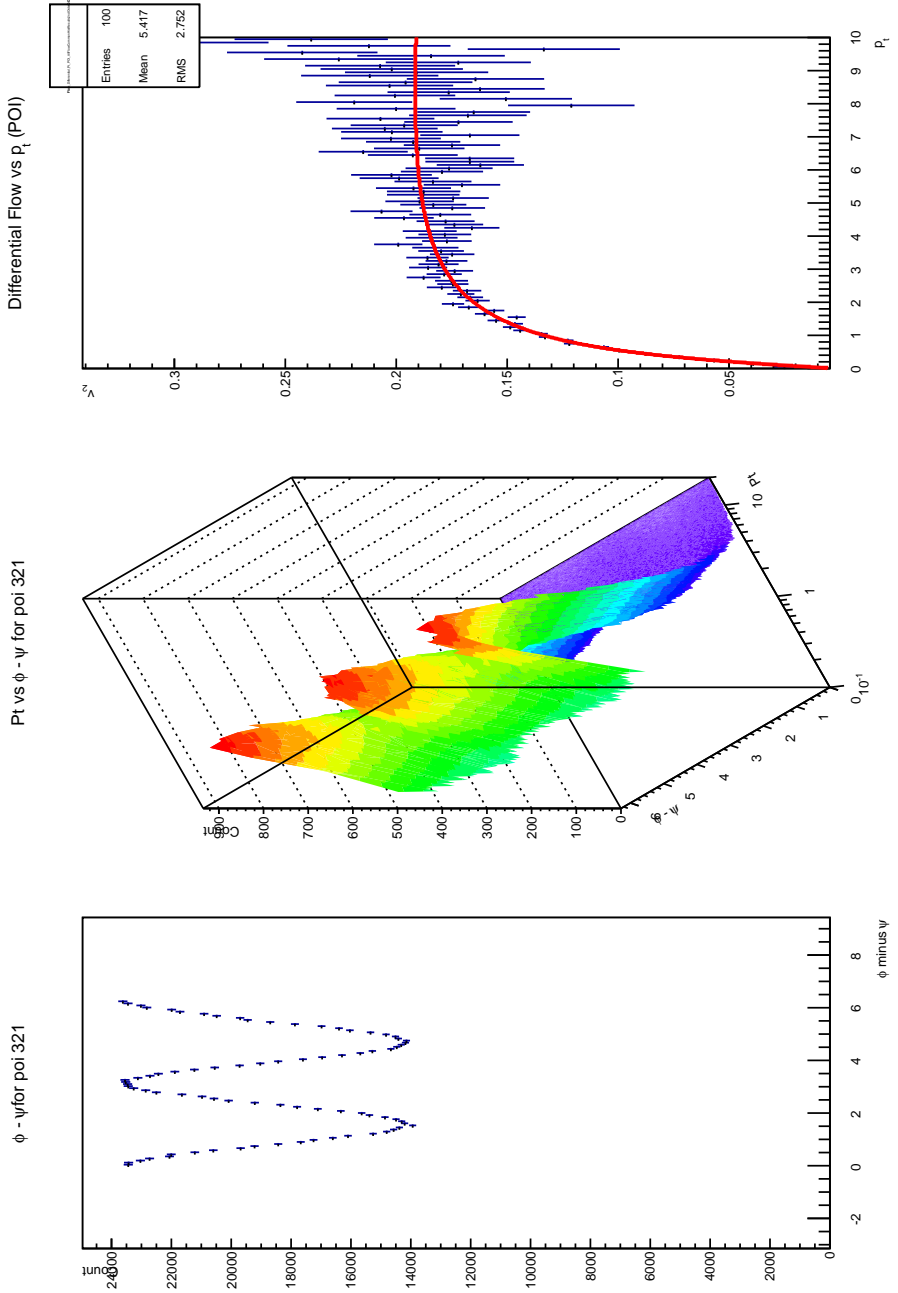 φ - ψfor poi 321
Count
24000
22000
20000
18000
16000
14000
12000
10000
8000
6000
4000
2000
0
-2 0 2 4 6 8
φ minus ψ
Pt vs φ - ψ for poi 321
Count
900
800
700
600
500
400
300
200
100
0
φ - ψ
6 5 4 3 2 1 0
10-1 1 10
Pt
Differential Flow vs pt (POI)
Entries 100
Mean 5.417
RMS 2.752
v2
0.3
0.25
0.2
0.15
0.1
0.05
0 1 2 3 4 5 6 7 8 9 10
pt